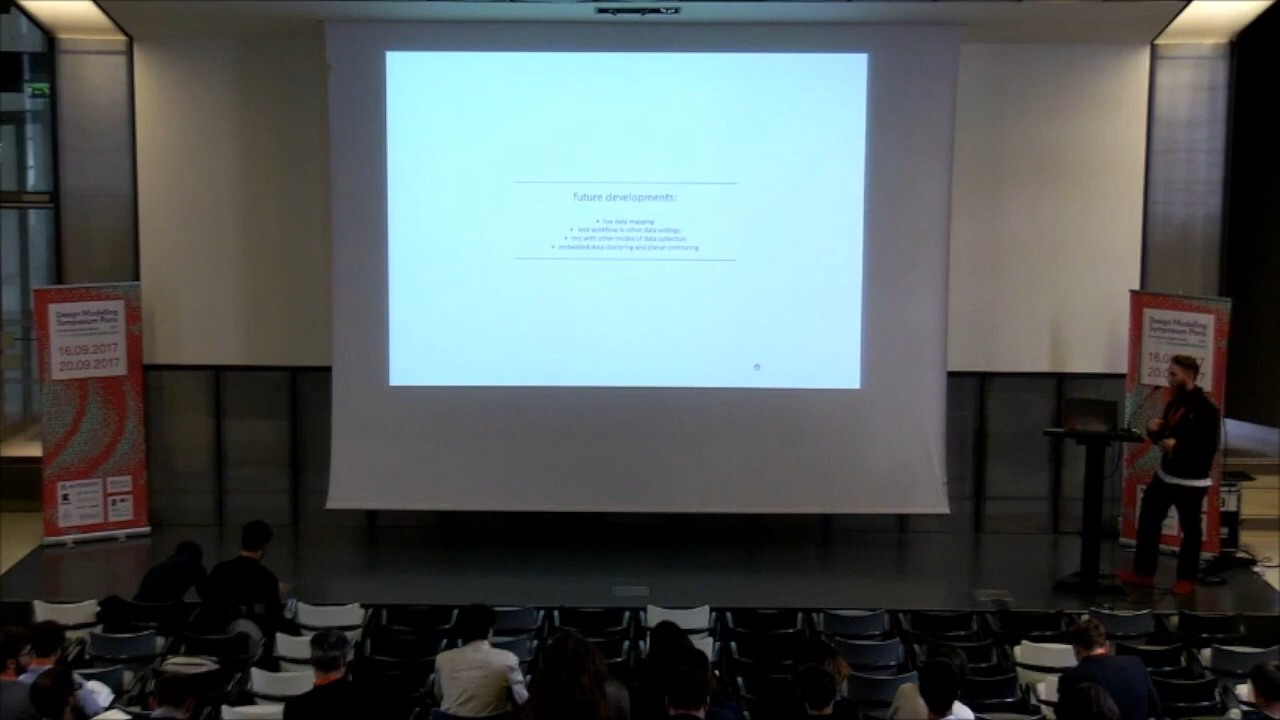 future developments:
• live data mapping
• test workflow in other data settings
• test with other modes of data collection
• embedded data clustering and planar contouring
Design Modelling
Symposium Paris
16.09.2017
20.09.2017
Design Modelling
Symposium Paris